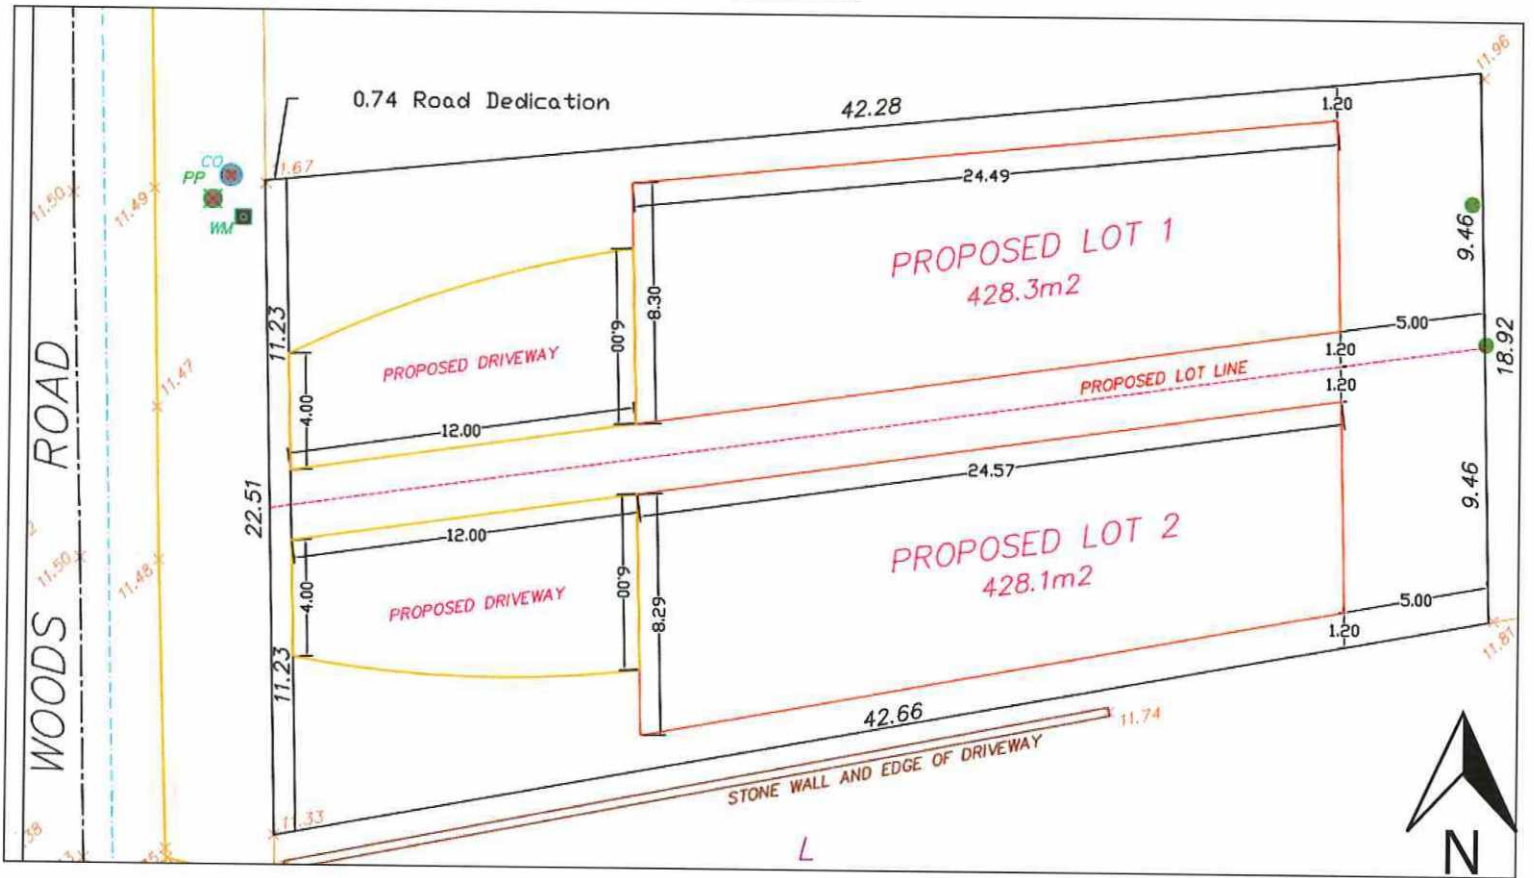 0.74 Road Dedication
42.28
1.20
11.96
CO
PP
WM
11.67
11.50
11.49
24.49
PROPOSED LOT 1
428.3m2
9.46
8.30
6.00
11.23
PROPOSED DRIVEWAY
4.00
12.00
5.00
1.20
1.20
PROPOSED LOT LINE
18.92
11.47
WOODS ROAD
22.51
24.57
9.46
12.00
PROPOSED LOT 2
428.1m2
11.50
11.48
4.00
6.00
PROPOSED DRIVEWAY
8.29
5.00
1.20
11.81
11.23
42.66
11.74
STONE WALL AND EDGE OF DRIVEWAY
11.33
L
N